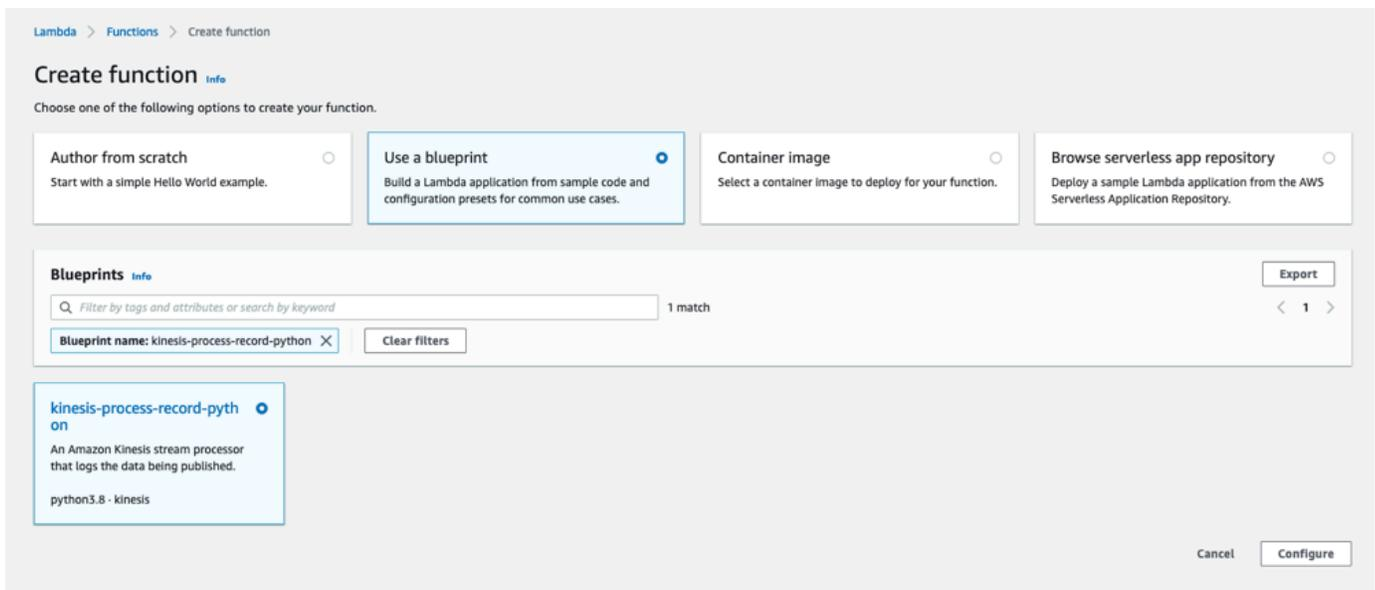 Lambda > Functions > Create function
Create function Info
Choose one of the following options to create your function.
Author from scratch
Start with a simple Hello World example.
Use a blueprint
Build a Lambda application from sample code and
configuration presets for common use cases.
Container image
Select a container image to deploy for your function.
Browse serverless app repository
Deploy a sample Lambda application from the AWS
Serverless Application Repository.
Blueprints Info
Export
Filter by tags and attributes or search by keyword
1 match
< 1 >
Blueprint name: kinesis-process-record-python X
Clear filters
kinesis-process-record-pyth
on
An Amazon Kinesis stream processor
that logs the data being published.
python3.8 · kinesis
Cancel
Configure